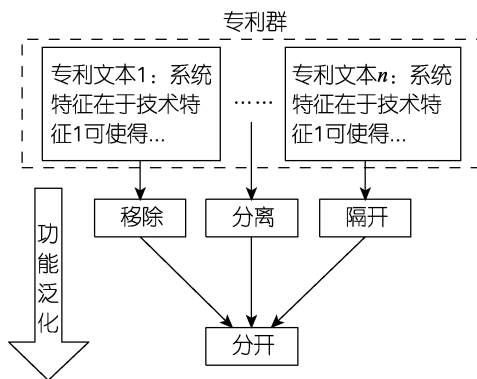 专利群
专利文本1：系统
特征在于技术特
征1可使得...
……
专利文本n：系统
特征在于技术特
征1可使得...
移除
分离
隔开
功能泛化
分开